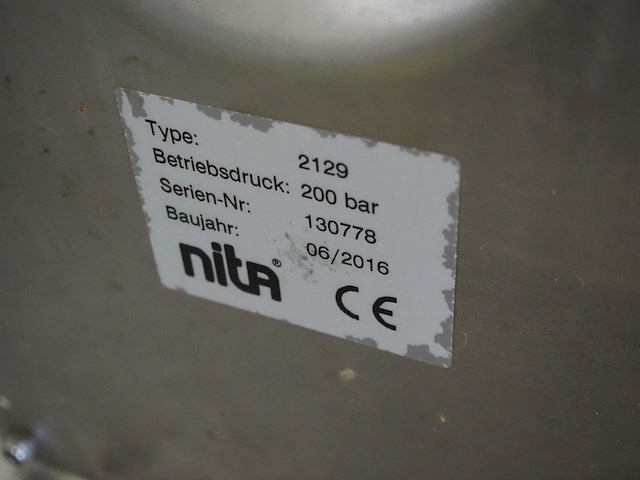 Type: 2129
Betriebsdruck: 200 bar
Serien-Nr: 130778
Baujahr: 06/2016
nita® CE